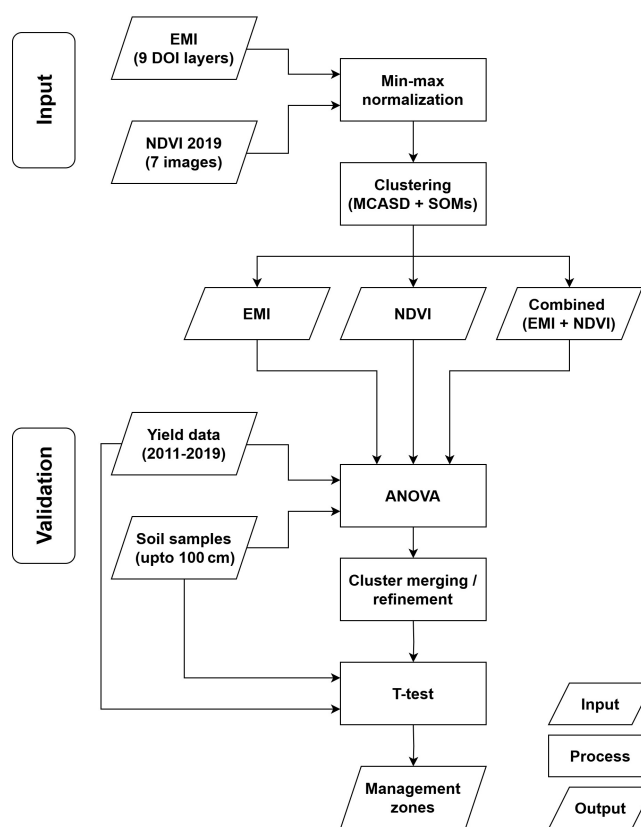 Input
EMI
(9 DOI layers)
NDVI 2019
(7 images)
Min-max
normalization
Clustering
(MCASD + SOMs)
EMI
NDVI
Combined
(EMI + NDVI)
Validation
Yield data
(2011-2019)
Soil samples
(upto 100 cm)
ANOVA
Cluster merging /
refinement
T-test
Management
zones
Input
Process
Output